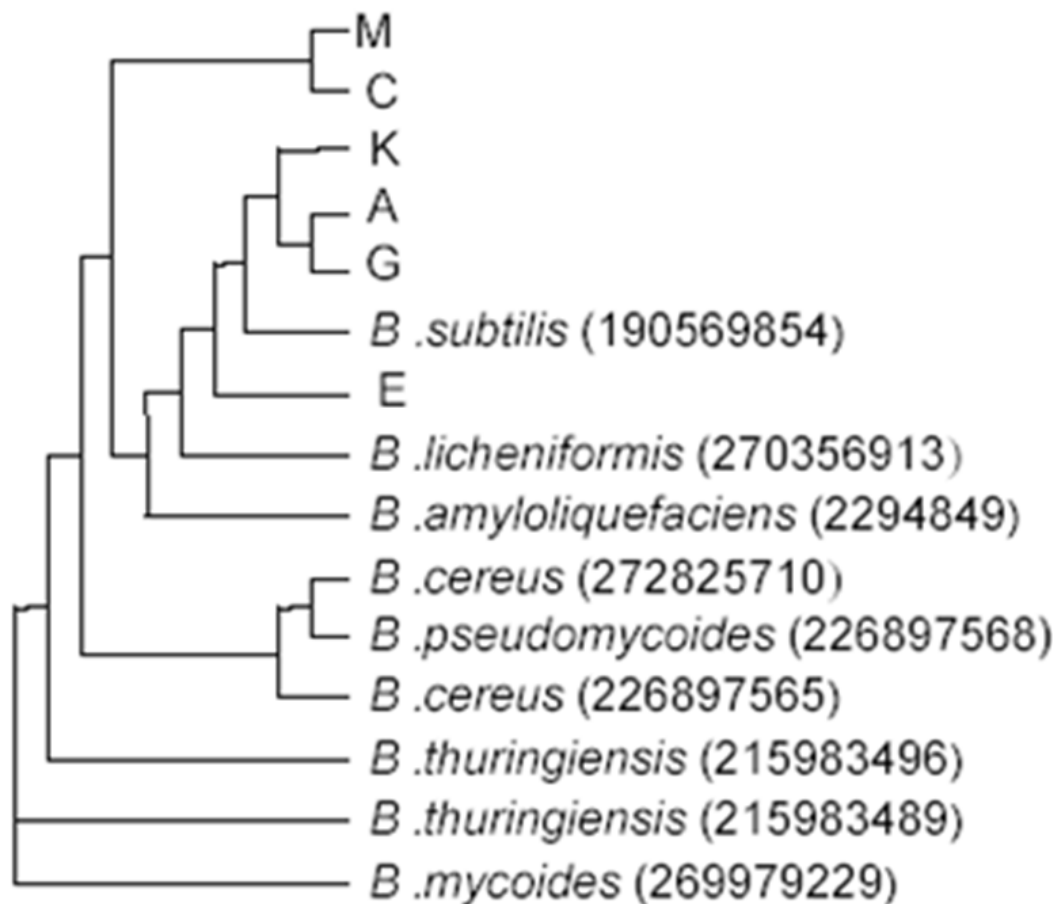 M
C
K
A
G
B .subtilis (190569854)
E
B .licheniformis (270356913)
B .amyloliquefaciens (2294849)
B .cereus (272825710)
B .pseudomycoides (226897568)
B .cereus (226897565)
B .thuringiensis (215983496)
B .thuringiensis (215983489)
B .mycoides (269979229)